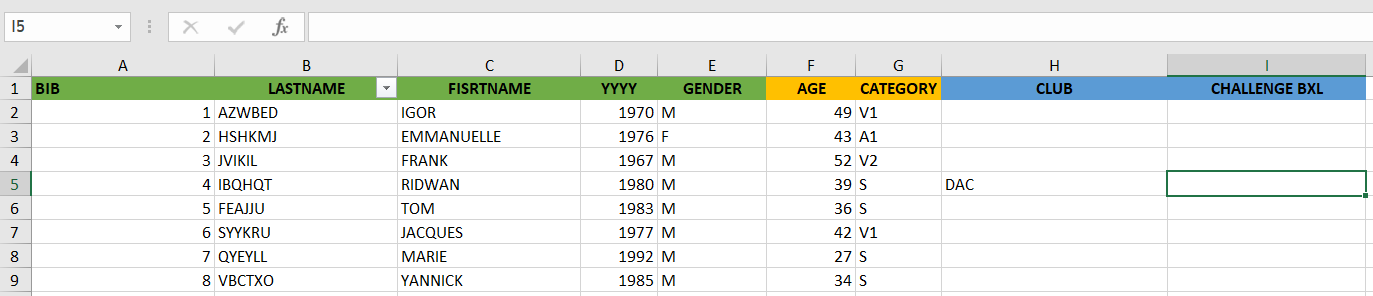 I5 fx
A B C D E F G H I
1 BIB LASTNAME FISRTNAME YYYY GENDER AGE CATEGORY CLUB CHALLENGE BXL
2 1 AZWBED IGOR 1970 M 49 V1
3 2 HSHKMJ EMMANUELLE 1976 F 43 A1
4 3 JVIKIL FRANK 1967 M 52 V2
5 4 IBQHQT RIDWAN 1980 M 39 S DAC
6 5 FEAJJU TOM 1983 M 36 S
7 6 SYYKRU JACQUES 1977 M 42 V1
8 7 QYEYLL MARIE 1992 M 27 S
9 8 VBCTXO YANNICK 1985 M 34 S